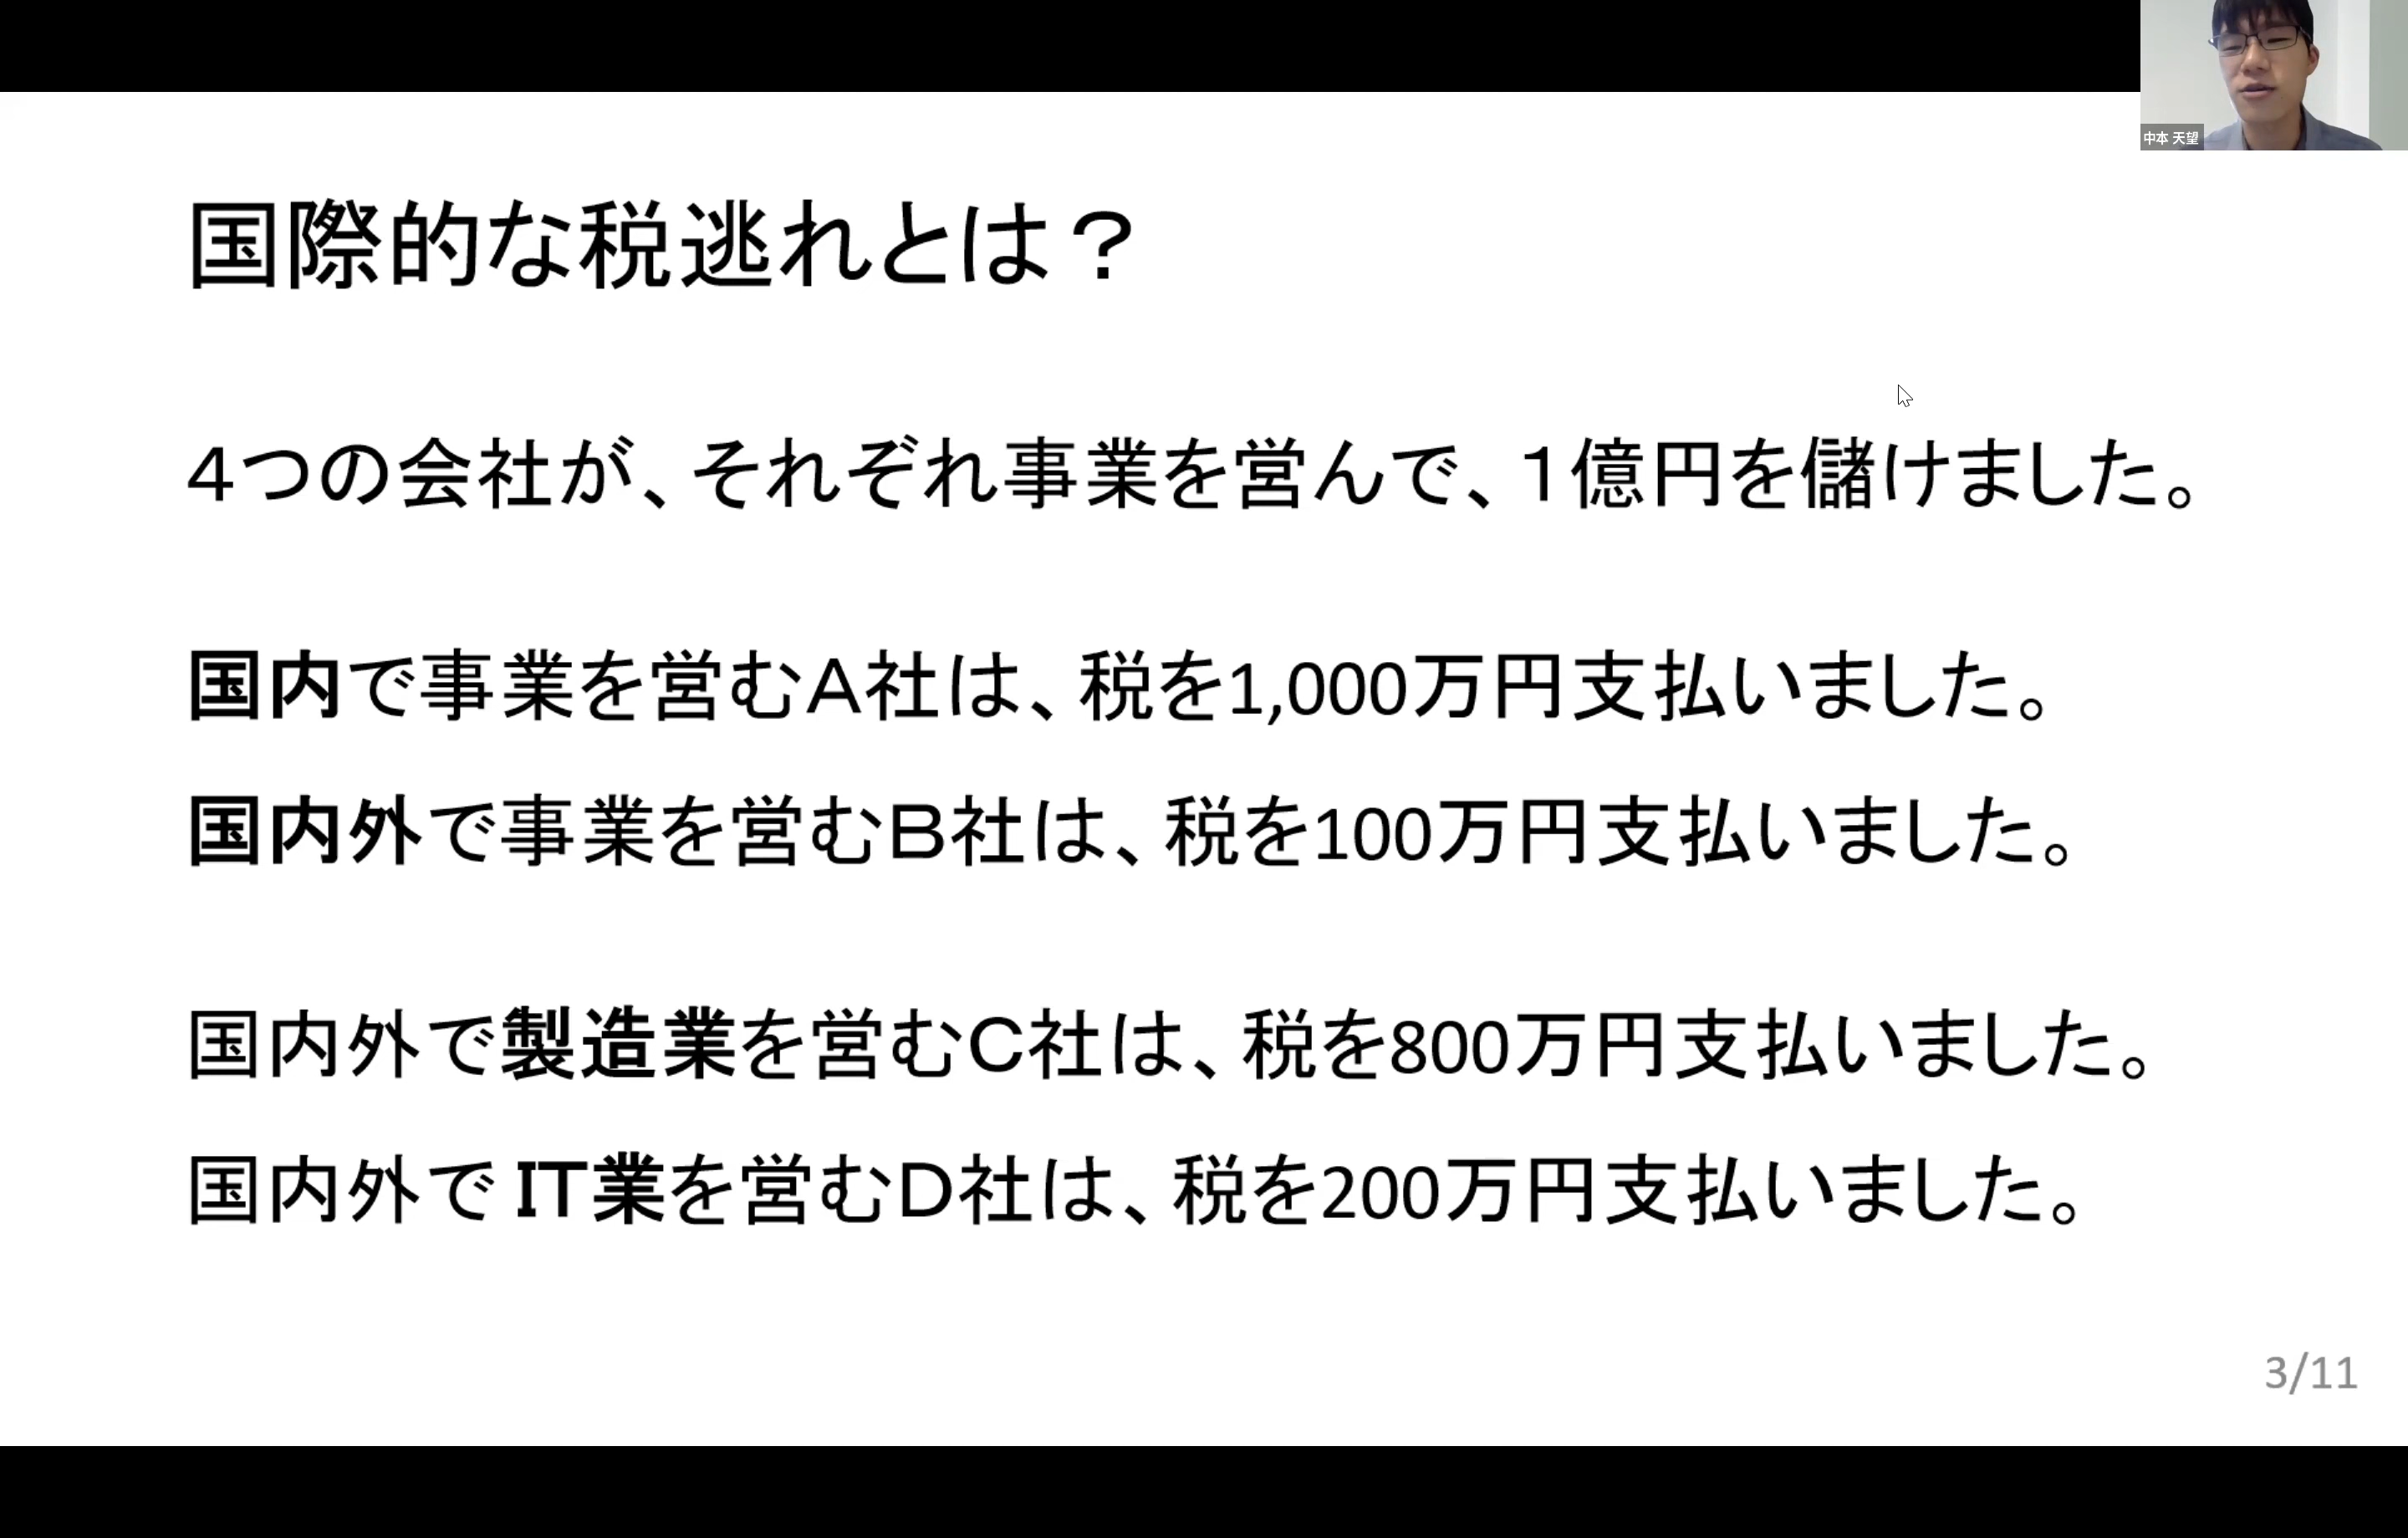 中本 天望
国際的な税逃れとは？
４つの会社が、それぞれ事業を営んで、１億円を儲けました。
国内で事業を営むＡ社は、税を1,000万円支払いました。
国内外で事業を営むＢ社は、税を100万円支払いました。
国内外で製造業を営むＣ社は、税を800万円支払いました。
国内外でIT業を営むＤ社は、税を200万円支払いました。
3/11